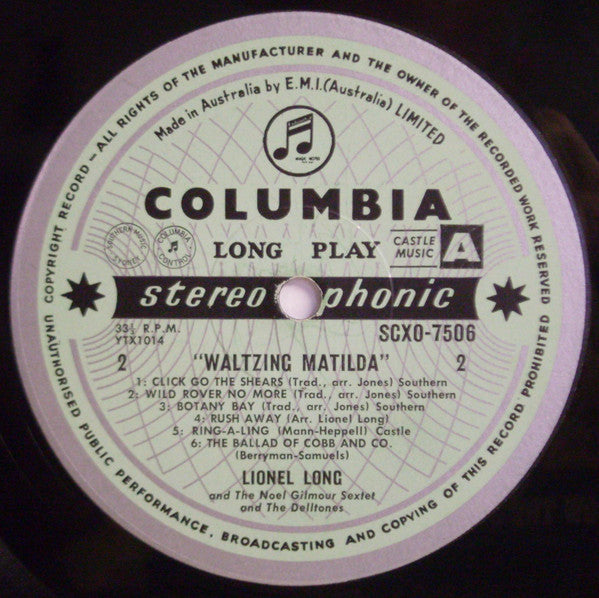 COPYRIGHT RECORD — ALL RIGHTS OF THE MANUFACTURER AND THE OWNER OF THE RECORDED WORK RESERVED
UNAUTHORISED PUBLIC PERFORMANCE, BROADCASTING AND COPYING OF THIS RECORD PROHIBITED
Made in Australia by E.M.I. (Australia) LIMITED
COLUMBIA
SOUTHERN MUSIC SYDNEY
COLUMBIA CONTROL
LONG PLAY
CASTLE MUSIC
A
stereo phonic
33⅓ R.P.M.
YTX1014
SCXO-7506
2 "WALTZING MATILDA" 2
1: CLICK GO THE SHEARS (Trad., arr. Jones) Southern
2: WILD ROVER NO MORE (Trad., arr. Jones) Southern
3: BOTANY BAY (Trad., arr. Jones) Southern
4: RUSH AWAY (Arr. Lionel Long)
5: RING-A-LING (Mann-Heppell) Castle
6: THE BALLAD OF COBB AND CO.
(Berryman-Samuels)
LIONEL LONG
and The Noel Gilmour Sextet
and The Delltones